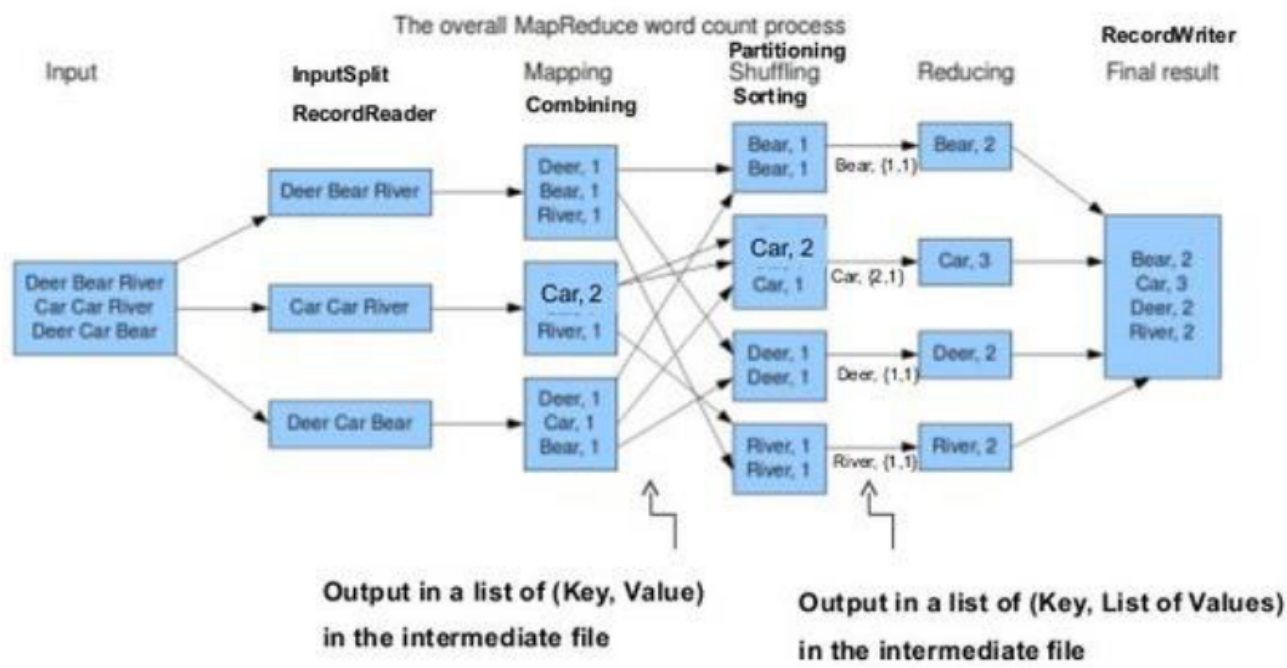 The overall MapReduce word count process
Input
InputSplit
RecordReader
Mapping
Combining
Partitioning
Shuffling
Sorting
Reducing
RecordWriter
Final result
Deer Bear River
Car Car River
Deer Car Bear
Deer Bear River
Car Car River
Deer Car Bear
Deer, 1
Bear, 1
River, 1
Car, 2
River, 1
Deer, 1
Car, 1
Bear, 1
Bear, 1
Bear, 1
Car, 2
Car, 1
Deer, 1
Deer, 1
River, 1
River, 1
Bear, {1,1}
Car, {2,1}
Deer, {1,1}
River, {1,1}
Bear, 2
Car, 3
Deer, 2
River, 2
Bear, 2
Car, 3
Deer, 2
River, 2
Output in a list of (Key, Value)
in the intermediate file
Output in a list of (Key, List of Values)
in the intermediate file